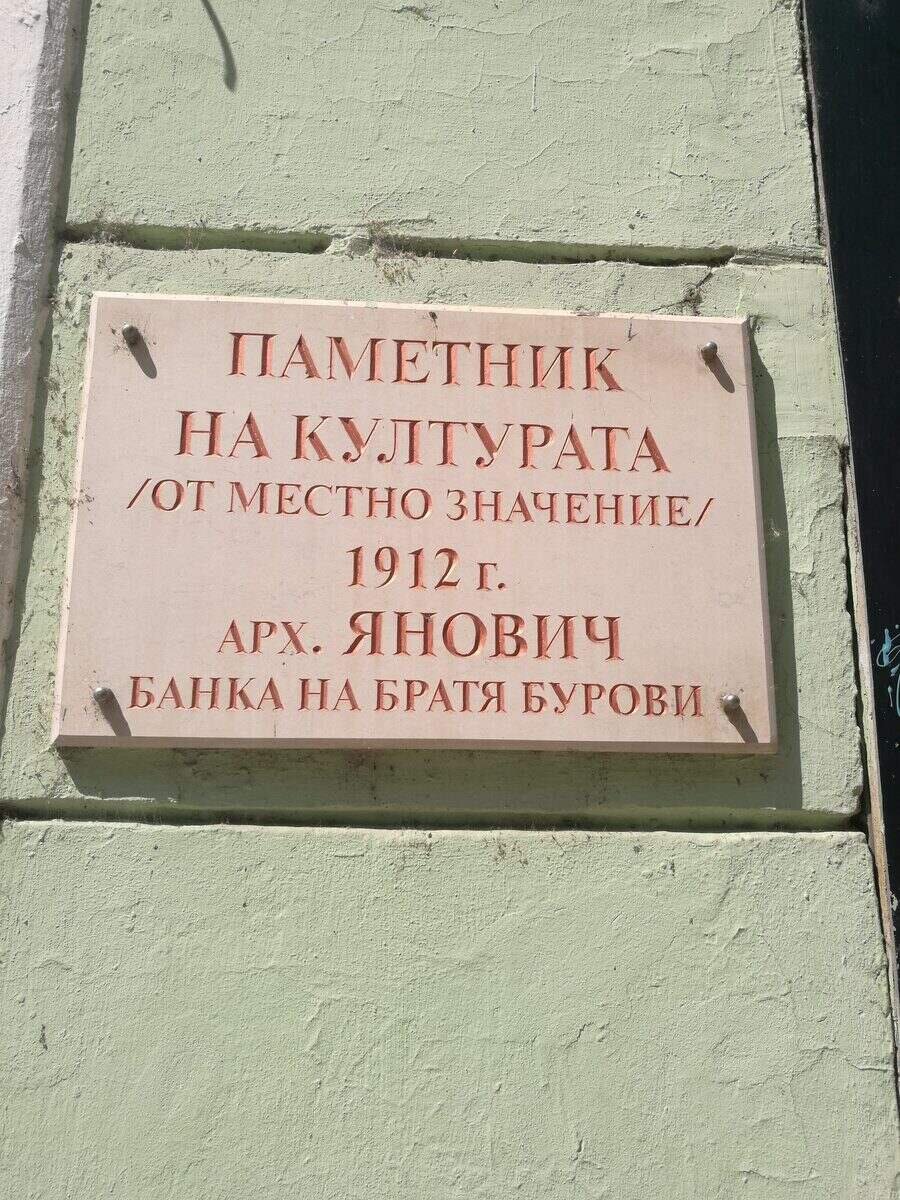 ПАМЕТНИК
НА КУЛТУРАТА
/ОТ МЕСТНО ЗНАЧЕНИЕ/
1912 г.
АРХ. ЯНОВИЧ
БАНКА НА БРАТЯ БУРОВИ